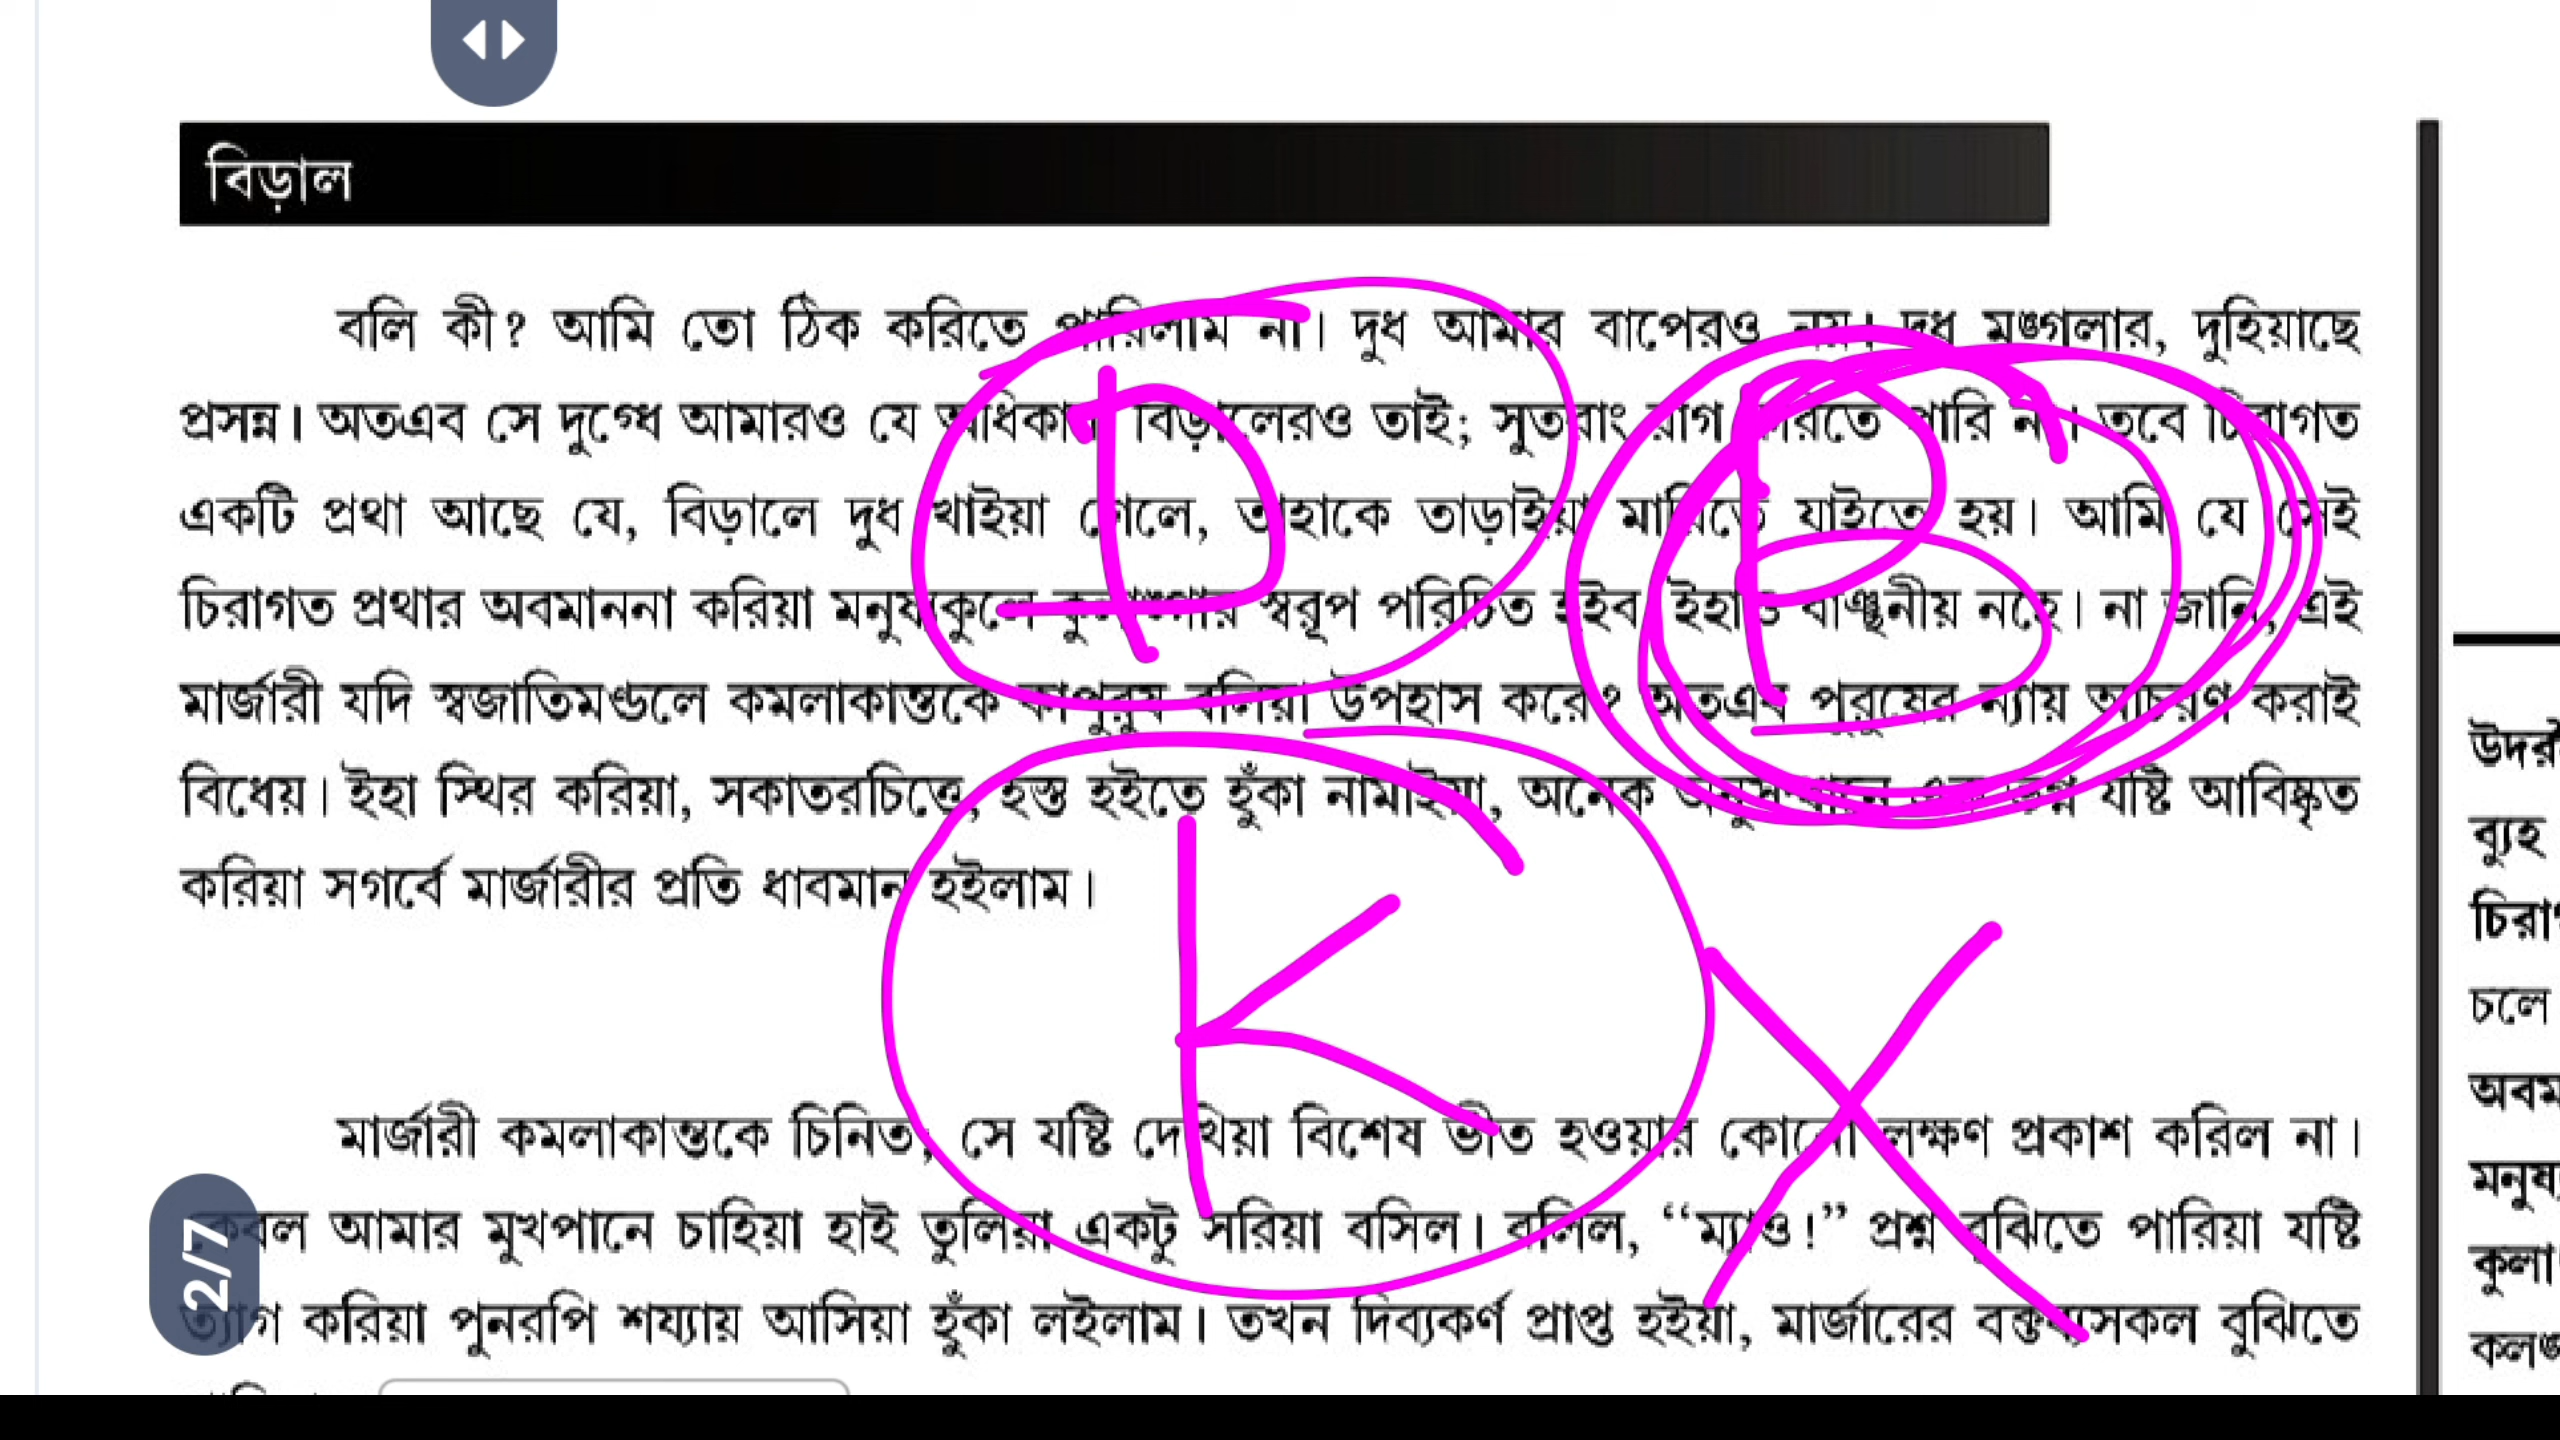 বিড়াল
বলি কী? আমি তো ঠিক করিতে পারিলাম না। দুধ আমার বাপেরও নয়। দুধ মঙ্গলার, দুহিয়াছে
প্রসন্ন। অতএব সে দুগ্ধে আমারও যে অধিকার বিড়ালেরও তাই; সুতরাং রাগ করিতে পারি না। তবে চিরাগত
একটি প্রথা আছে যে, বিড়ালে দুধ খাইয়া গেলে, তাহাকে তাড়াইয়া মারিতে যাইতে হয়। আমি যে সেই
চিরাগত প্রথার অবমাননা করিয়া মনুষ্যকুলে কুলাঙ্গার স্বরূপ পরিচিত হইব ইহাও বাঞ্ছনীয় নহে। না জানি, এই
মার্জারী যদি স্বজাতিমণ্ডলে কমলাকান্তকে কাপুরুষ বলিয়া উপহাস করে? অতএব পুরুষের ন্যায় আচরণ করাই
বিধেয়। ইহা স্থির করিয়া, সকাতরচিত্তে, হস্ত হইতে হুঁকা নামাইয়া, অনেক অনুসন্ধানে এক ভগ্ন যষ্টি আবিষ্কৃত
করিয়া সগর্বে মার্জারীর প্রতি ধাবমান হইলাম।
মার্জারী কমলাকান্তকে চিনিত; সে যষ্টি দেখিয়া বিশেষ ভীত হওয়ার কোনো লক্ষণ প্রকাশ করিল না।
কেবল আমার মুখপানে চাহিয়া হাই তুলিয়া একটু সরিয়া বসিল। বলিল, “ম্যাও!” প্রশ্ন বুঝিতে পারিয়া যষ্টি
ত্যাগ করিয়া পুনরপি শয্যায় আসিয়া হুঁকা লইলাম। তখন দিব্যকর্ণ প্রাপ্ত হইয়া, মার্জারের বক্তব্যসকল বুঝিতে
2/7
D
B
K
X
ব্যুহ
চলে